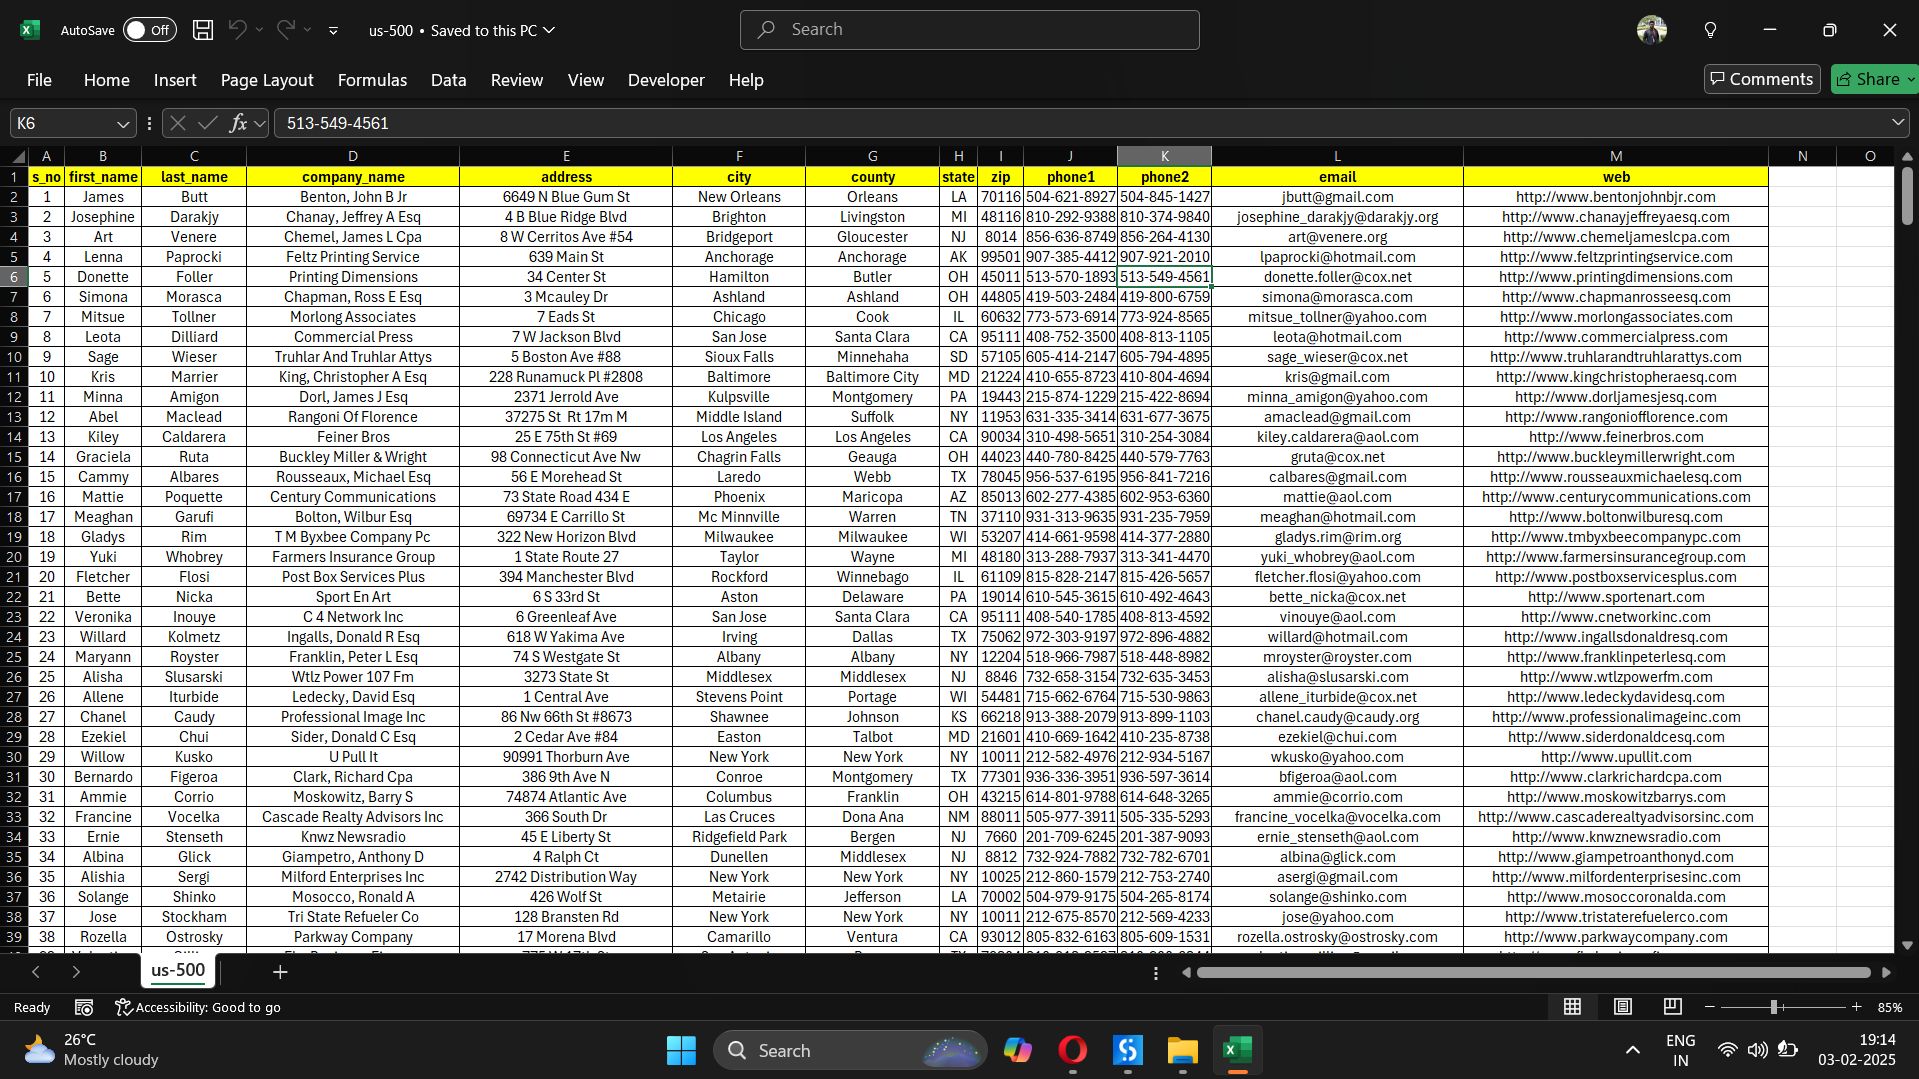 AutoSave Off us-500 • Saved to this PC Search
File Home Insert Page Layout Formulas Data Review View Developer Help Comments Share
K6 fx 513-549-4561
A B C D E F G H I J K L M N O
1 s_no first_name last_name company_name address city county state zip phone1 phone2 email web
2 1 James Butt Benton, John B Jr 6649 N Blue Gum St New Orleans Orleans LA 70116 504-621-8927 504-845-1427 jbutt@gmail.com http://www.bentonjohnbjr.com
3 2 Josephine Darakjy Chanay, Jeffrey A Esq 4 B Blue Ridge Blvd Brighton Livingston MI 48116 810-292-9388 810-374-9840 josephine_darakjy@darakjy.org http://www.chanayjeffreyaesq.com
4 3 Art Venere Chemel, James L Cpa 8 W Cerritos Ave #54 Bridgeport Gloucester NJ 8014 856-636-8749 856-264-4130 art@venere.org http://www.chemeljameslcpa.com
5 4 Lenna Paprocki Feltz Printing Service 639 Main St Anchorage Anchorage AK 99501 907-385-4412 907-921-2010 lpaprocki@hotmail.com http://www.feltzprintingservice.com
6 5 Donette Foller Printing Dimensions 34 Center St Hamilton Butler OH 45011 513-570-1893 513-549-4561 donette.foller@cox.net http://www.printingdimensions.com
7 6 Simona Morasca Chapman, Ross E Esq 3 Mcauley Dr Ashland Ashland OH 44805 419-503-2484 419-800-6759 simona@morasca.com http://www.chapmanrosseesq.com
8 7 Mitsue Tollner Morlong Associates 7 Eads St Chicago Cook IL 60632 773-573-6914 773-924-8565 mitsue_tollner@yahoo.com http://www.morlongassociates.com
9 8 Leota Dilliard Commercial Press 7 W Jackson Blvd San Jose Santa Clara CA 95111 408-752-3500 408-813-1105 leota@hotmail.com http://www.commercialpress.com
10 9 Sage Wieser Truhlar And Truhlar Attys 5 Boston Ave #88 Sioux Falls Minnehaha SD 57105 605-414-2147 605-794-4895 sage_wieser@cox.net http://www.truhlarandtruhlarattys.com
11 10 Kris Marrier King, Christopher A Esq 228 Runamuck Pl #2808 Baltimore Baltimore City MD 21224 410-655-8723 410-804-4694 kris@gmail.com http://www.kingchristopheraesq.com
12 11 Minna Amigon Dorl, James J Esq 2371 Jerrold Ave Kulpsville Montgomery PA 19443 215-874-1229 215-422-8694 minna_amigon@yahoo.com http://www.dorljamesjesq.com
13 12 Abel Maclead Rangoni Of Florence 37275 St  Rt 17m M Middle Island Suffolk NY 11953 631-335-3414 631-677-3675 amaclead@gmail.com http://www.rangoniofflorence.com
14 13 Kiley Caldarera Feiner Bros 25 E 75th St #69 Los Angeles Los Angeles CA 90034 310-498-5651 310-254-3084 kiley.caldarera@aol.com http://www.feinerbros.com
15 14 Graciela Ruta Buckley Miller & Wright 98 Connecticut Ave Nw Chagrin Falls Geauga OH 44023 440-780-8425 440-579-7763 gruta@cox.net http://www.buckleymillerwright.com
16 15 Cammy Albares Rousseaux, Michael Esq 56 E Morehead St Laredo Webb TX 78045 956-537-6195 956-841-7216 calbares@gmail.com http://www.rousseauxmichaelesq.com
17 16 Mattie Poquette Century Communications 73 State Road 434 E Phoenix Maricopa AZ 85013 602-277-4385 602-953-6360 mattie@aol.com http://www.centurycommunications.com
18 17 Meaghan Garufi Bolton, Wilbur Esq 69734 E Carrillo St Mc Minnville Warren TN 37110 931-313-9635 931-235-7959 meaghan@hotmail.com http://www.boltonwilburesq.com
19 18 Gladys Rim T M Byxbee Company Pc 322 New Horizon Blvd Milwaukee Milwaukee WI 53207 414-661-9598 414-377-2880 gladys.rim@rim.org http://www.tmbyxbeecompanypc.com
20 19 Yuki Whobrey Farmers Insurance Group 1 State Route 27 Taylor Wayne MI 48180 313-288-7937 313-341-4470 yuki_whobrey@aol.com http://www.farmersinsurancegroup.com
21 20 Fletcher Flosi Post Box Services Plus 394 Manchester Blvd Rockford Winnebago IL 61109 815-828-2147 815-426-5657 fletcher.flosi@yahoo.com http://www.postboxservicesplus.com
22 21 Bette Nicka Sport En Art 6 S 33rd St Aston Delaware PA 19014 610-545-3615 610-492-4643 bette_nicka@cox.net http://www.sportenart.com
23 22 Veronika Inouye C 4 Network Inc 6 Greenleaf Ave San Jose Santa Clara CA 95111 408-540-1785 408-813-4592 vinouye@aol.com http://www.cnetworkinc.com
24 23 Willard Kolmetz Ingalls, Donald R Esq 618 W Yakima Ave Irving Dallas TX 75062 972-303-9197 972-896-4882 willard@hotmail.com http://www.ingallsdonaldresq.com
25 24 Maryann Royster Franklin, Peter L Esq 74 S Westgate St Albany Albany NY 12204 518-966-7987 518-448-8982 mroyster@royster.com http://www.franklinpeterlesq.com
26 25 Alisha Slusarski Wtlz Power 107 Fm 3273 State St Middlesex Middlesex NJ 8846 732-658-3154 732-635-3453 alisha@slusarski.com http://www.wtlzpowerfm.com
27 26 Allene Iturbide Ledecky, David Esq 1 Central Ave Stevens Point Portage WI 54481 715-662-6764 715-530-9863 allene_iturbide@cox.net http://www.ledeckydavidesq.com
28 27 Chanel Caudy Professional Image Inc 86 Nw 66th St #8673 Shawnee Johnson KS 66218 913-388-2079 913-899-1103 chanel.caudy@caudy.org http://www.professionalimageinc.com
29 28 Ezekiel Chui Sider, Donald C Esq 2 Cedar Ave #84 Easton Talbot MD 21601 410-669-1642 410-235-8738 ezekiel@chui.com http://www.siderdonaldcesq.com
30 29 Willow Kusko U Pull It 90991 Thorburn Ave New York New York NY 10011 212-582-4976 212-934-5167 wkusko@yahoo.com http://www.upullit.com
31 30 Bernardo Figeroa Clark, Richard Cpa 386 9th Ave N Conroe Montgomery TX 77301 936-336-3951 936-597-3614 bfigeroa@aol.com http://www.clarkrichardcpa.com
32 31 Ammie Corrio Moskowitz, Barry S 74874 Atlantic Ave Columbus Franklin OH 43215 614-801-9788 614-648-3265 ammie@corrio.com http://www.moskowitzbarrys.com
33 32 Francine Vocelka Cascade Realty Advisors Inc 366 South Dr Las Cruces Dona Ana NM 88011 505-977-3911 505-335-5293 francine_vocelka@vocelka.com http://www.cascaderealtyadvisorsinc.com
34 33 Ernie Stenseth Knwz Newsradio 45 E Liberty St Ridgefield Park Bergen NJ 7660 201-709-6245 201-387-9093 ernie_stenseth@aol.com http://www.knwznewsradio.com
35 34 Albina Glick Giampetro, Anthony D 4 Ralph Ct Dunellen Middlesex NJ 8812 732-924-7882 732-782-6701 albina@glick.com http://www.giampetroanthonyd.com
36 35 Alishia Sergi Milford Enterprises Inc 2742 Distribution Way New York New York NY 10025 212-860-1579 212-753-2740 asergi@gmail.com http://www.milfordenterprisesinc.com
37 36 Solange Shinko Mosocco, Ronald A 426 Wolf St Metairie Jefferson LA 70002 504-979-9175 504-265-8174 solange@shinko.com http://www.mosoccoronalda.com
38 37 Jose Stockham Tri State Refueler Co 128 Bransten Rd New York New York NY 10011 212-675-8570 212-569-4233 jose@yahoo.com http://www.tristaterefuelerco.com
39 38 Rozella Ostrosky Parkway Company 17 Morena Blvd Camarillo Ventura CA 93012 805-832-6163 805-609-1531 rozella.ostrosky@ostrosky.com http://www.parkwaycompany.com
us-500
Ready Accessibility: Good to go 85%
26°C
Mostly cloudy
Search
ENG
IN
19:14
03-02-2025